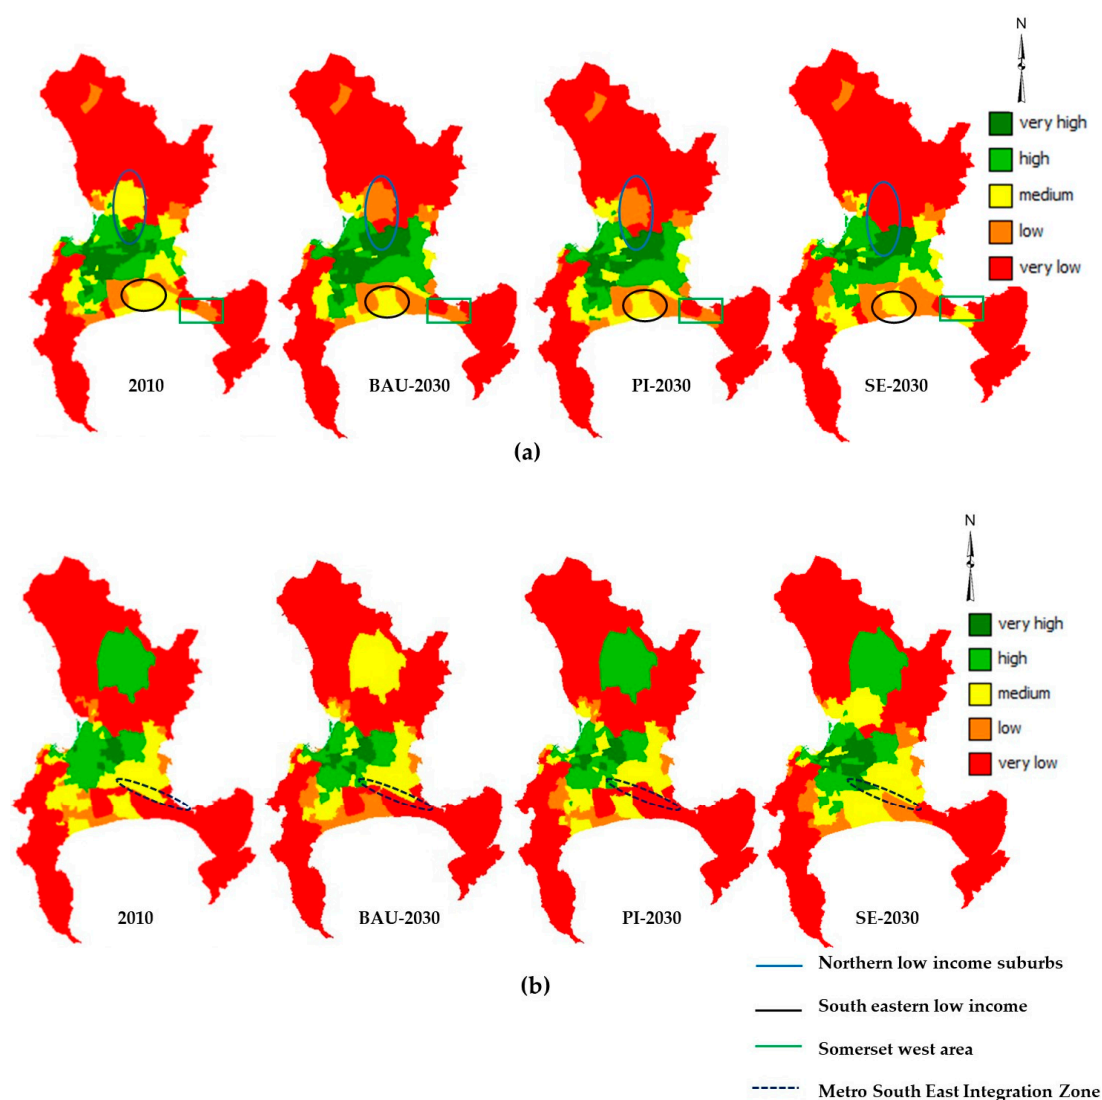 N
very high
high
medium
low
very low
2010
BAU-2030
PI-2030
SE-2030
(a)
N
very high
high
medium
low
very low
2010
BAU-2030
PI-2030
SE-2030
(b)
Northern low income suburbs
South eastern low income
Somerset west area
Metro South East Integration Zone